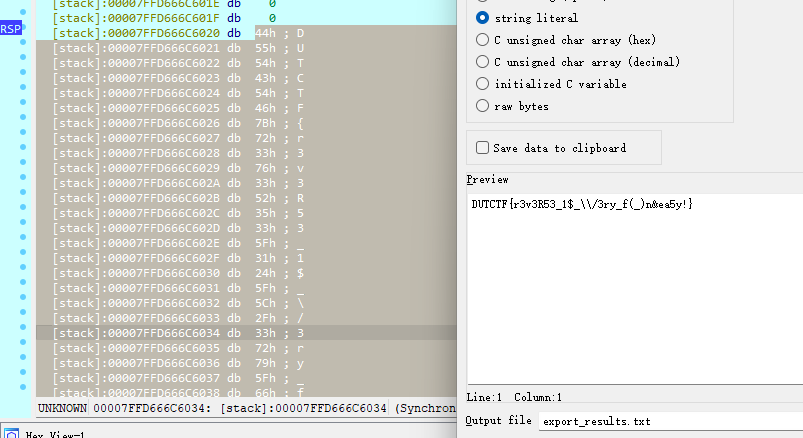 [stack]:00007FFD666C601E db 0
[stack]:00007FFD666C601F db 0
RSP
[stack]:00007FFD666C6020 db 44h ; D
[stack]:00007FFD666C6021 db 55h ; U
[stack]:00007FFD666C6022 db 54h ; T
[stack]:00007FFD666C6023 db 43h ; C
[stack]:00007FFD666C6024 db 54h ; T
[stack]:00007FFD666C6025 db 46h ; F
[stack]:00007FFD666C6026 db 7Bh ; {
[stack]:00007FFD666C6027 db 72h ; r
[stack]:00007FFD666C6028 db 33h ; 3
[stack]:00007FFD666C6029 db 76h ; v
[stack]:00007FFD666C602A db 33h ; 3
[stack]:00007FFD666C602B db 52h ; R
[stack]:00007FFD666C602C db 35h ; 5
[stack]:00007FFD666C602D db 33h ; 3
[stack]:00007FFD666C602E db 5Fh ; _
[stack]:00007FFD666C602F db 31h ; 1
[stack]:00007FFD666C6030 db 24h ; $
[stack]:00007FFD666C6031 db 5Fh ; _
[stack]:00007FFD666C6032 db 5Ch ; \
[stack]:00007FFD666C6033 db 2Fh ; /
[stack]:00007FFD666C6034 db 33h ; 3
[stack]:00007FFD666C6035 db 72h ; r
[stack]:00007FFD666C6036 db 79h ; y
[stack]:00007FFD666C6037 db 5Fh ; _
[stack]:00007FFD666C6038 db 66h ; f
UNKNOWN 00007FFD666C6034: [stack]:00007FFD666C6034 (Synchron
Hex View-1
string literal
C unsigned char array (hex)
C unsigned char array (decimal)
initialized C variable
raw bytes
Save data to clipboard
Preview
DUTCTF{r3v3R53_1$_\\/3ry_f(_)n&ea5y!}
Line:1 Column:1
Output file export_results.txt